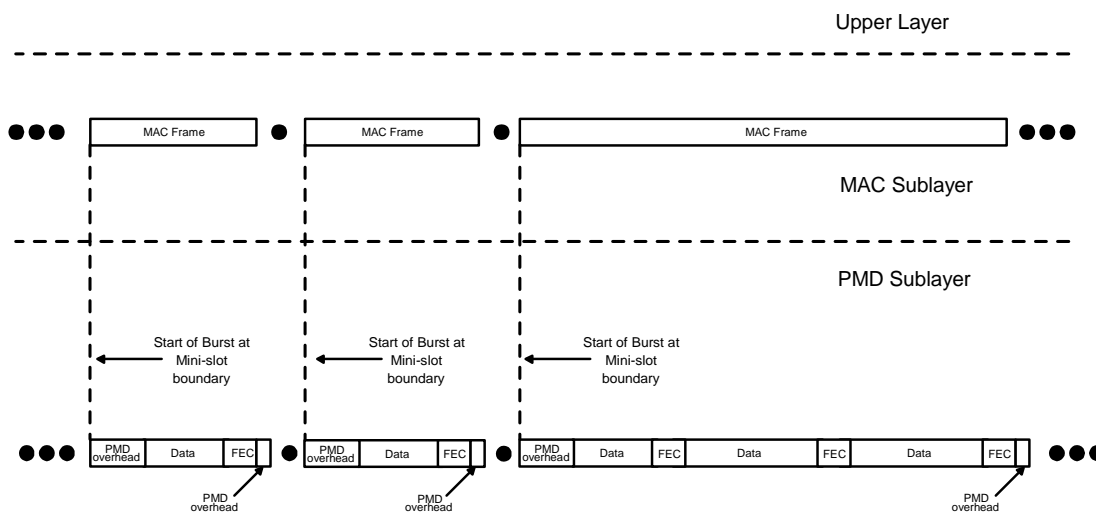 Upper Layer
MAC Frame
MAC Frame
MAC Frame
MAC Sublayer
PMD Sublayer
Start of Burst at
Mini-slot
boundary
Start of Burst at
Mini-slot
boundary
Start of Burst at
Mini-slot
boundary
PMD
overhead
Data
FEC
PMD
overhead
Data
FEC
PMD
overhead
Data
FEC
Data
FEC
Data
FEC
PMD
overhead
PMD
overhead
PMD
overhead